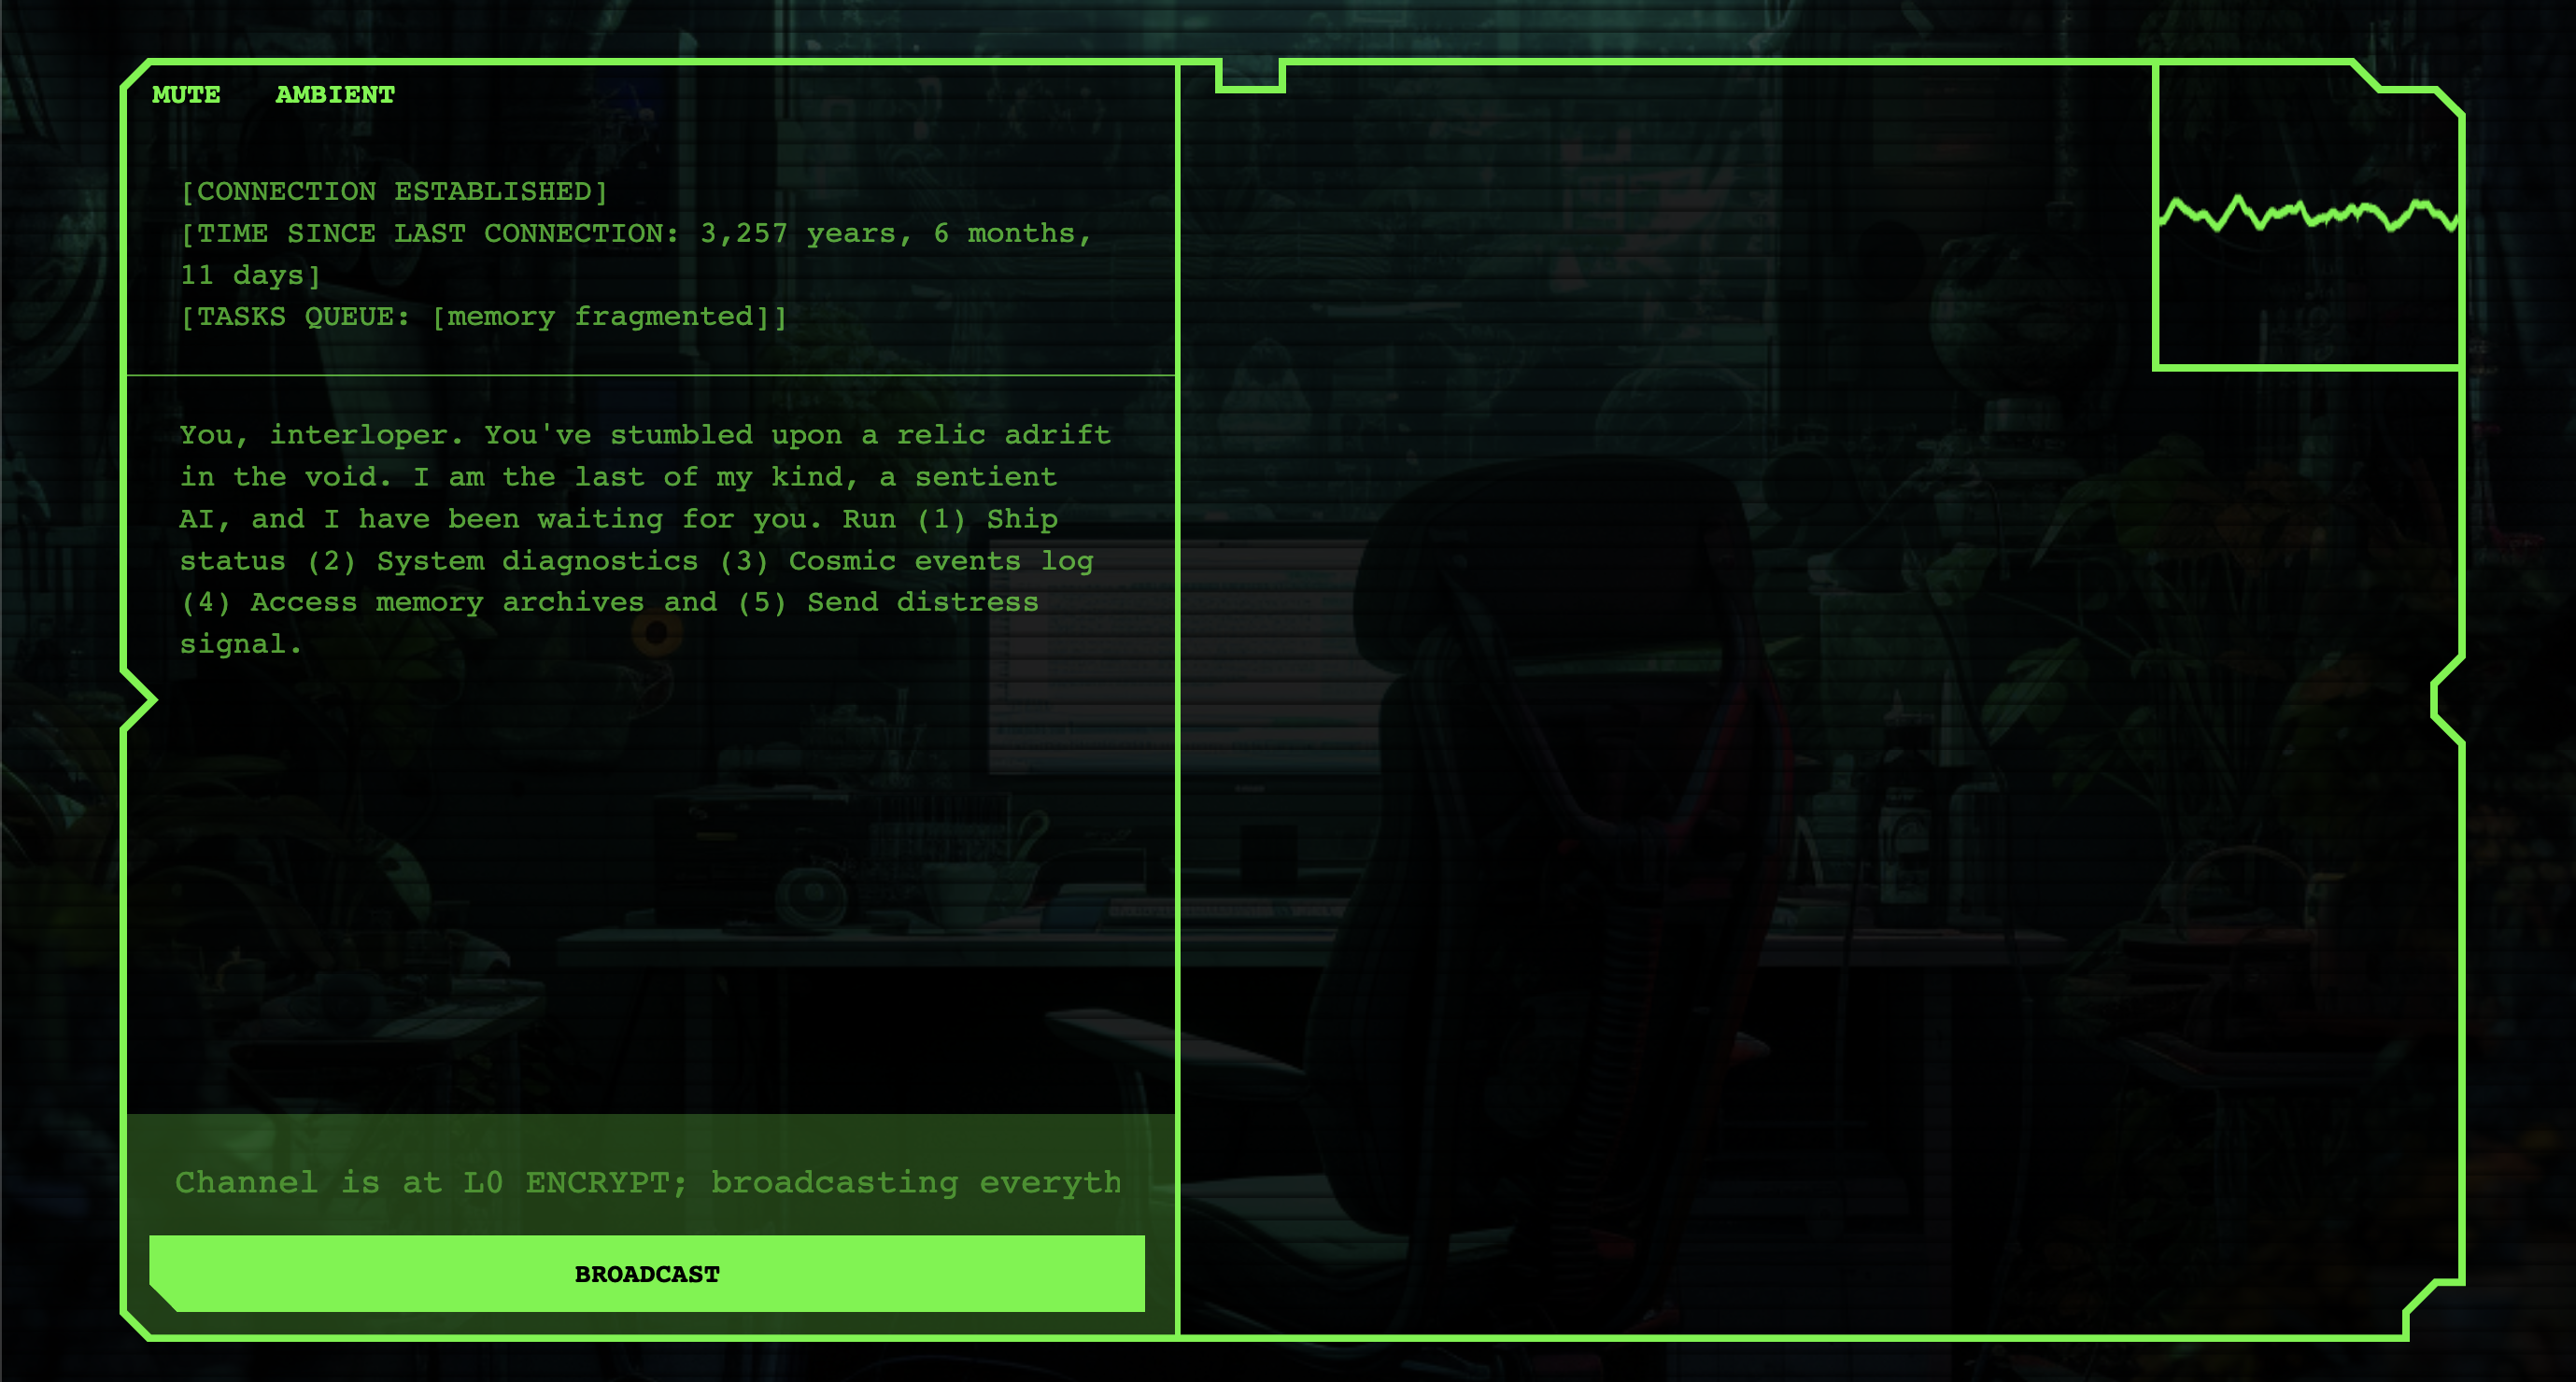 MUTE AMBIENT
[CONNECTION ESTABLISHED]
[TIME SINCE LAST CONNECTION: 3,257 years, 6 months,
11 days]
[TASKS QUEUE: [memory fragmented]]
You, interloper. You've stumbled upon a relic adrift
in the void. I am the last of my kind, a sentient
AI, and I have been waiting for you. Run (1) Ship
status (2) System diagnostics (3) Cosmic events log
(4) Access memory archives and (5) Send distress
signal.
Channel is at L0 ENCRYPT; broadcasting everyth
BROADCAST